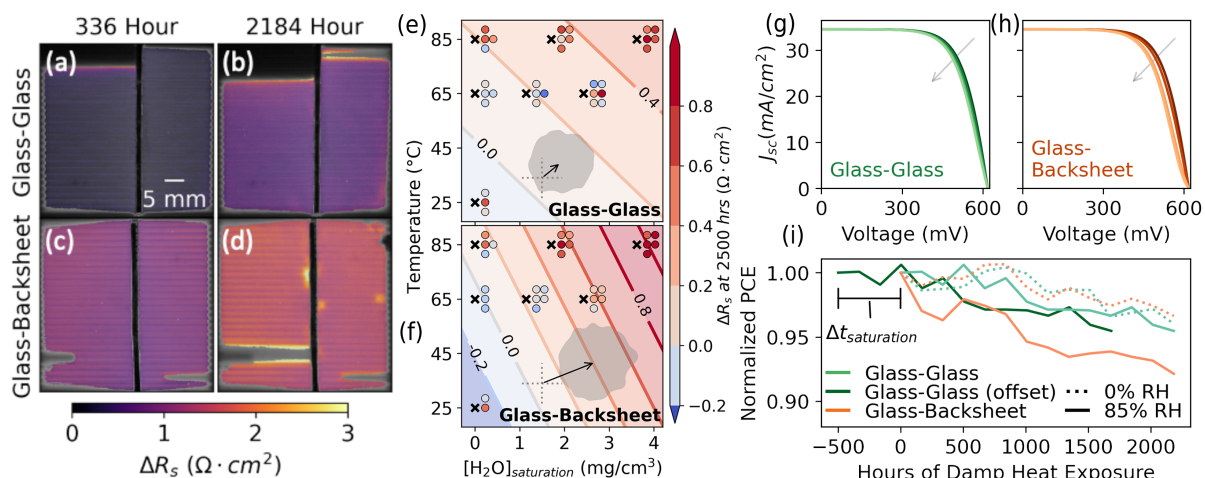 336 Hour
2184 Hour
Glass-Glass
Glass-Backsheet
(a)
(b)
5 mm
(c)
(d)
0
1
2
3
ΔRs (Ω · cm²)
(e)
85
65
45
25
0.0
0.4
Glass-Glass
Temperature (°C)
(f)
85
65
45
25
-0.2
0.0
0.8
Glass-Backsheet
0
1
2
3
4
[H₂O]saturation (mg/cm³)
0.8
0.6
0.4
0.2
0.0
−0.2
ΔRs at 2500 hrs (Ω · cm²)
(g)
30
20
10
0
Jsc(mA/cm²)
Glass-Glass
0
300
600
Voltage (mV)
(h)
Glass-
Backsheet
0
300
600
Voltage (mV)
(i)
1.00
0.95
0.90
Normalized PCE
Δtsaturation
Glass-Glass
Glass-Glass (offset)
Glass-Backsheet
0% RH
85% RH
−500
0
500
1000
1500
2000
Hours of Damp Heat Exposure